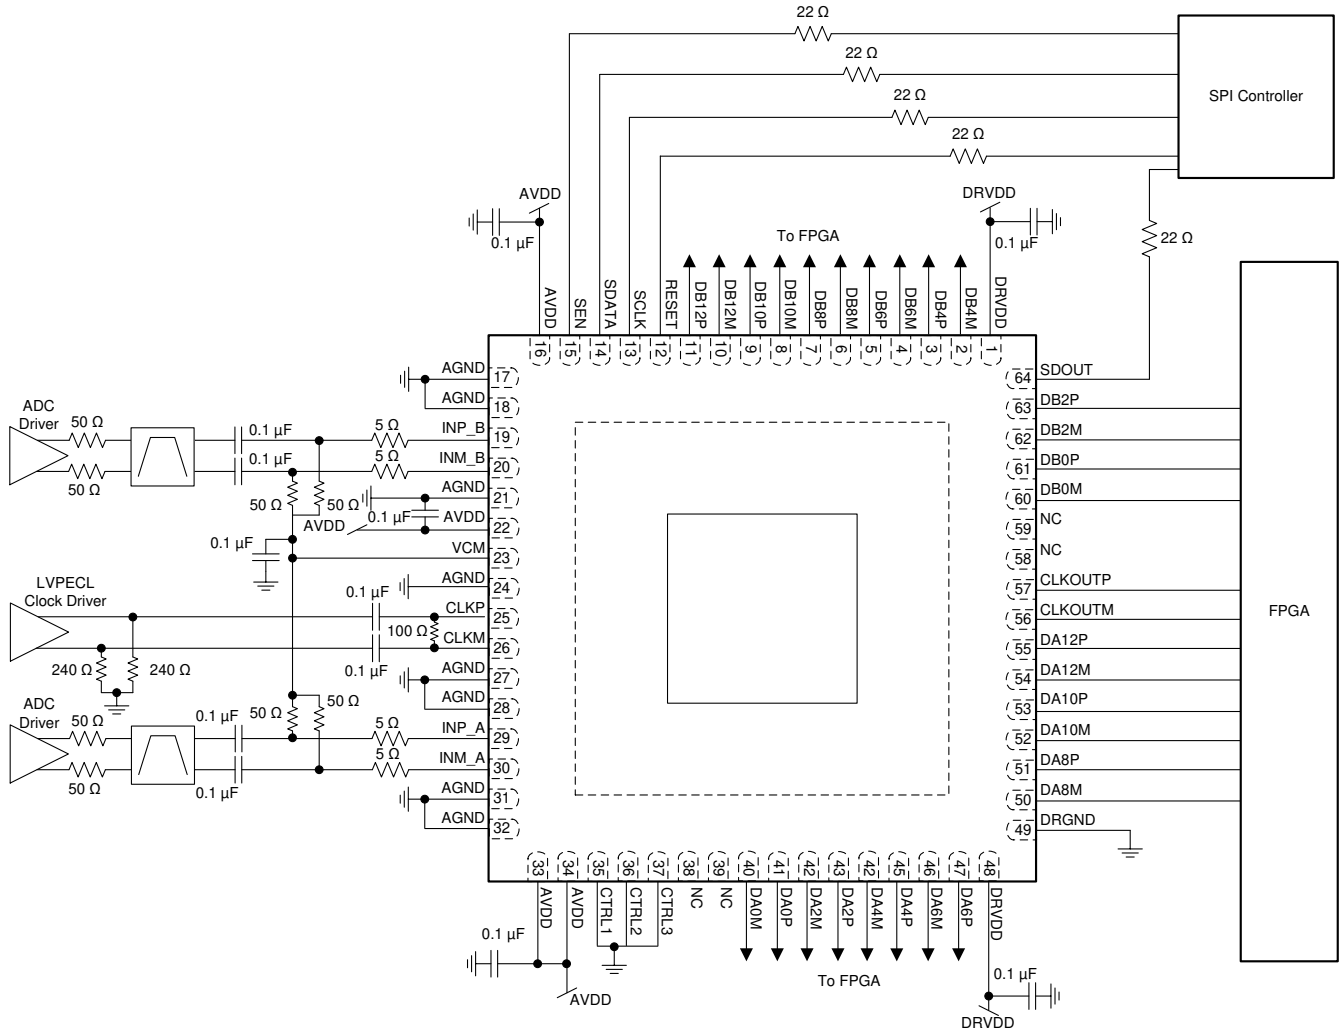 22 Ω
22 Ω
22 Ω
22 Ω
SPI Controller
22 Ω
AVDD
0.1 µF
DRVDD
0.1 µF
To FPGA
AVDD
SEN
SDATA
SCLK
RESET
DB12P
DB12M
DB10P
DB10M
DB8P
DB8M
DB6P
DB6M
DB4P
DB4M
DRVDD
16
15
14
13
12
11
10
9
8
7
6
5
4
3
2
1
AGND
17
AGND
18
INP_B
19
INM_B
20
AGND
21
AVDD
22
VCM
23
AGND
24
CLKP
25
CLKM
26
AGND
27
AGND
28
INP_A
29
INM_A
30
AGND
31
AGND
32
ADC
Driver
50 Ω
50 Ω
0.1 µF
0.1 µF
5 Ω
5 Ω
50 Ω
50 Ω
AVDD
0.1 µF
0.1 µF
LVPECL
Clock Driver
0.1 µF
100 Ω
0.1 µF
240 Ω
240 Ω
ADC
Driver
50 Ω
50 Ω
0.1 µF
0.1 µF
50 Ω
50 Ω
5 Ω
5 Ω
64
SDOUT
63
DB2P
62
DB2M
61
DB0P
60
DB0M
59
NC
58
NC
57
CLKOUTP
56
CLKOUTM
55
DA12P
54
DA12M
53
DA10P
52
DA10M
51
DA8P
50
DA8M
49
DRGND
FPGA
33
34
35
36
37
38
39
40
41
42
43
42
45
46
47
48
AVDD
AVDD
CTRL1
CTRL2
CTRL3
NC
NC
DA0M
DA0P
DA2M
DA2P
DA4M
DA4P
DA6M
DA6P
DRVDD
0.1 µF
AVDD
To FPGA
0.1 µF
DRVDD